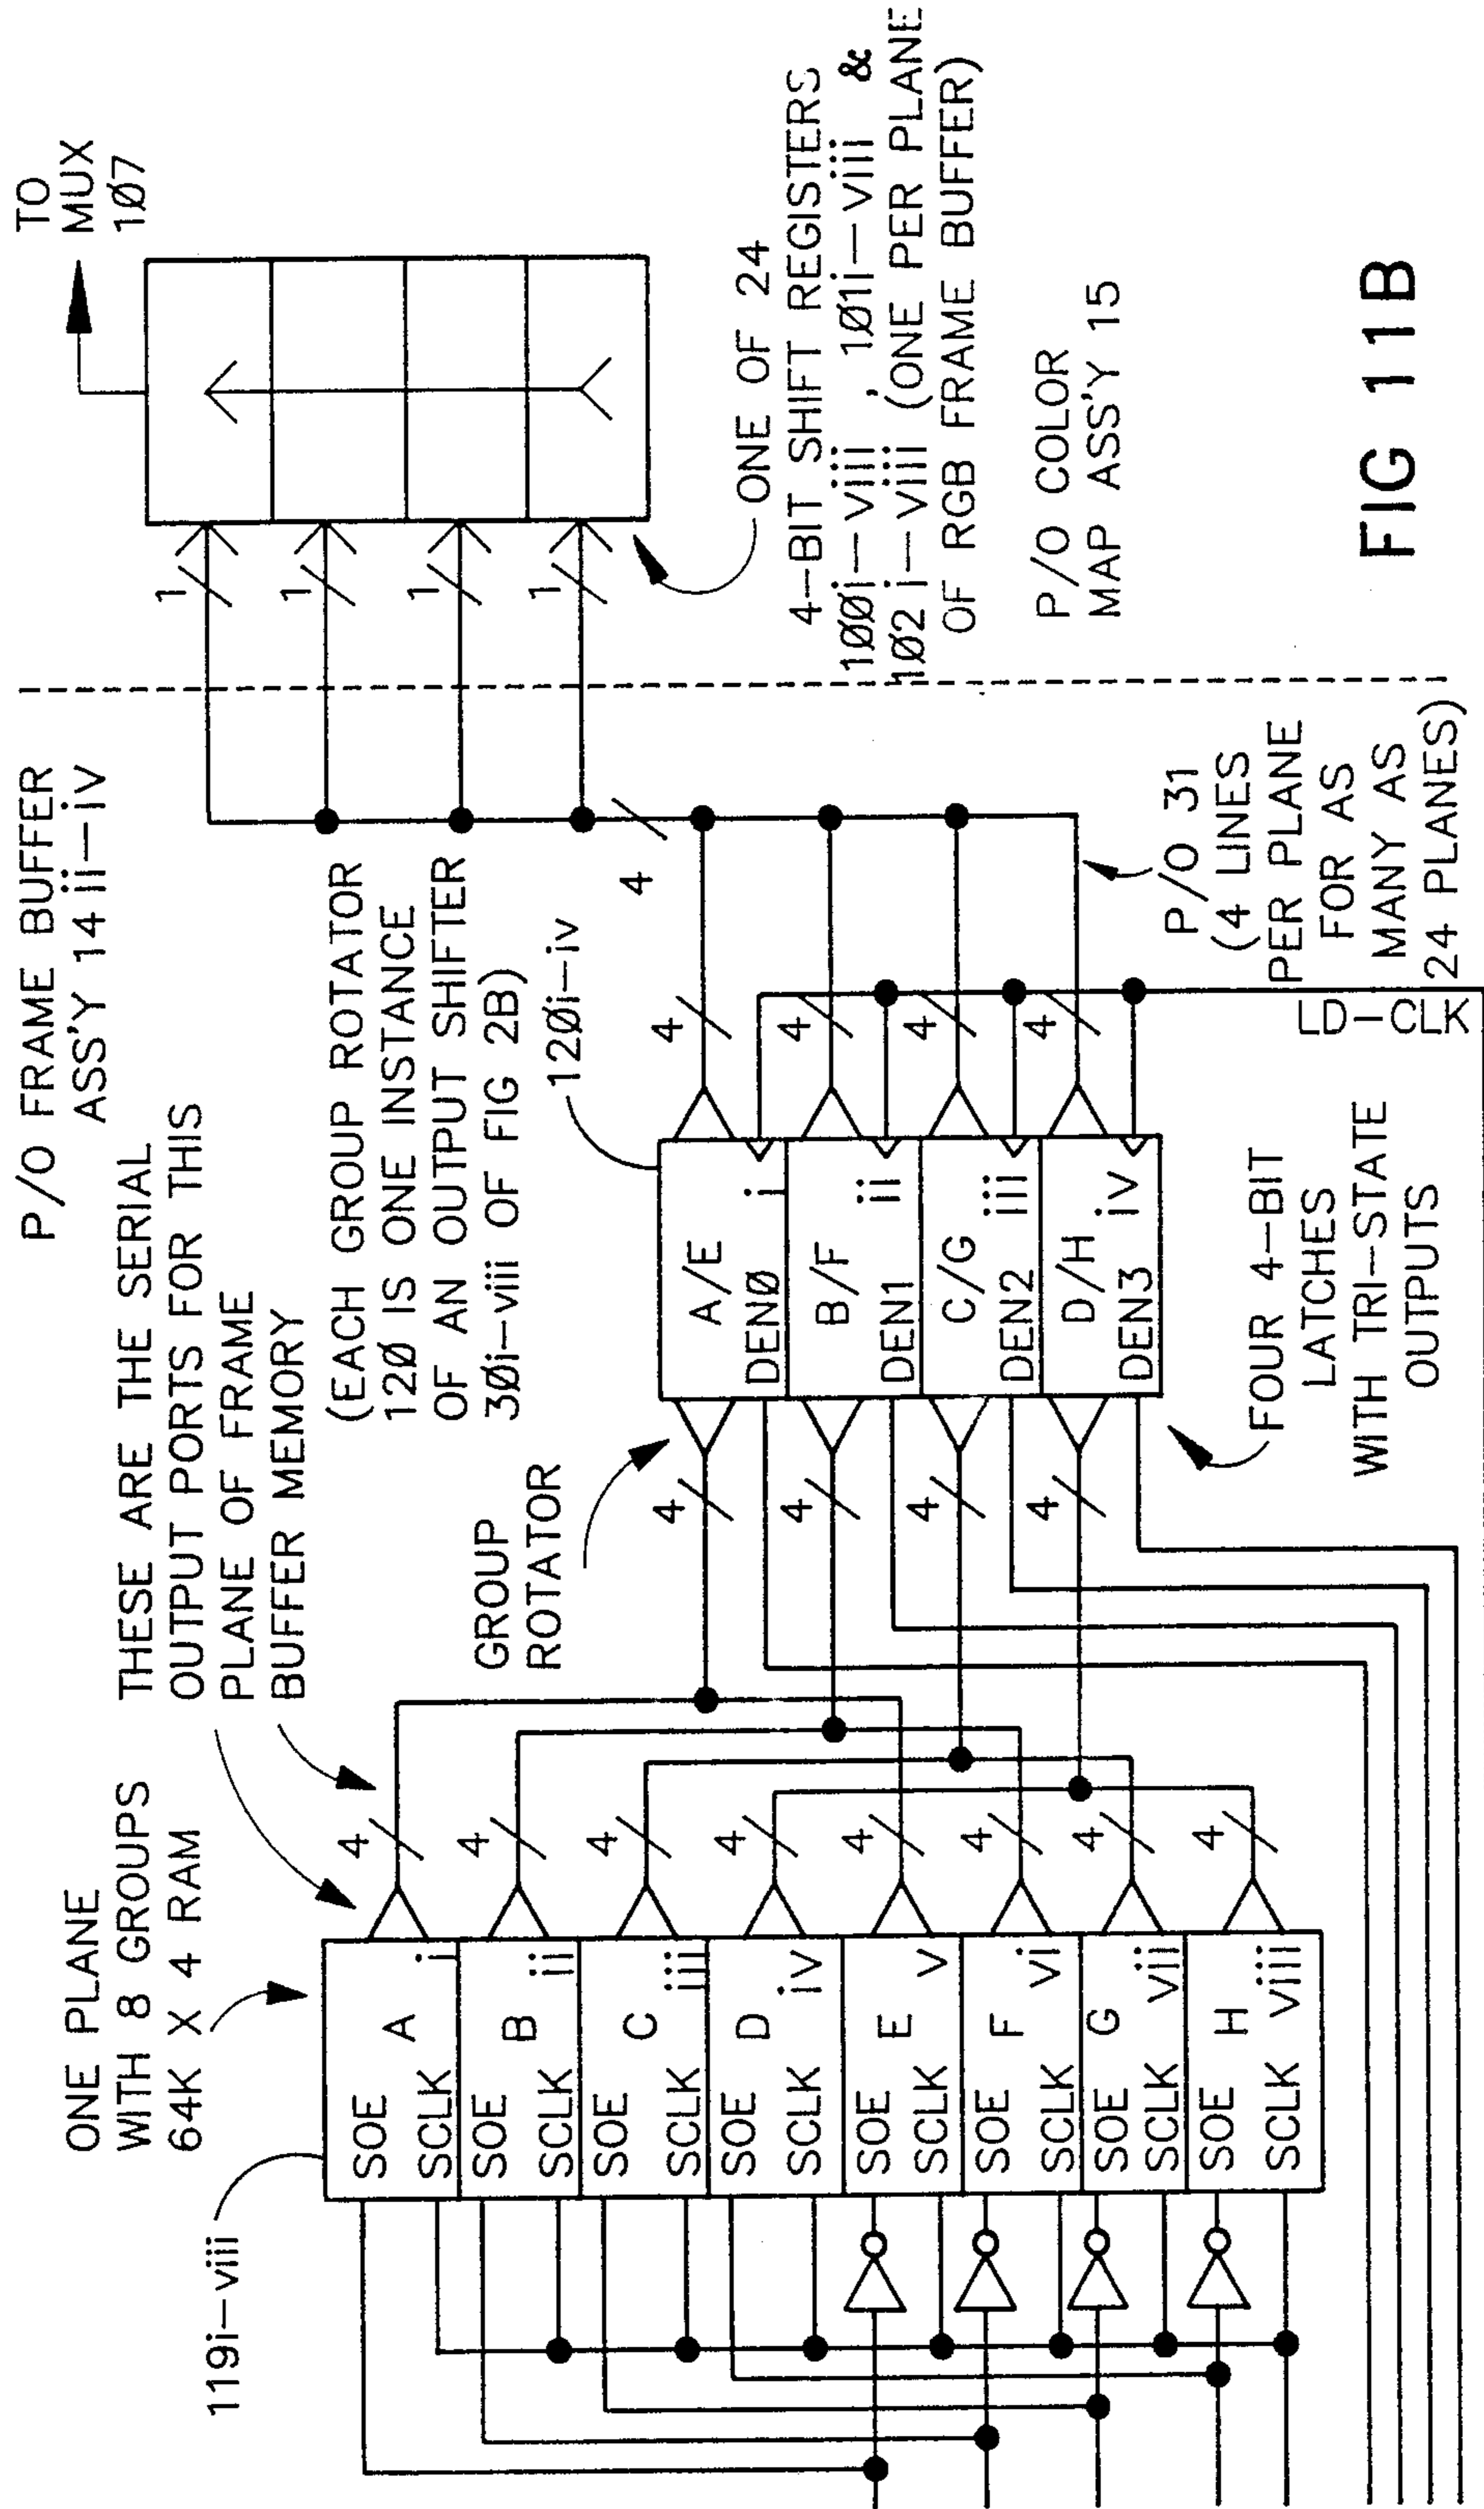 P/O FRAME BUFFER
ASS'Y 14 ii–iv
TO
MUX
1Ø7
THESE ARE THE SERIAL
OUTPUT PORTS FOR THIS
PLANE OF FRAME
BUFFER MEMORY
ONE PLANE
WITH 8 GROUPS
64K X 4 RAM
119i–viii
(EACH GROUP ROTATOR
12Ø IS ONE INSTANCE
OF AN OUTPUT SHIFTER
3Øi–viii OF FIG 2B)
12Øi–iv
GROUP
ROTATOR
SOE A
SCLK i
SOE B
SCLK ii
SOE C
SCLK iii
SOE D
SCLK iv
SOE E
SCLK v
SOE F
SCLK vi
SOE G
SCLK vii
SOE H
SCLK viii
4
4
4
4
4
4
4
4
4
4
4
4
A/E
DENØ i
B/F
DEN1 ii
C/G
DEN2 iii
D/H
DEN3 iv
4
4
4
4
4
1
1
1
1
ONE OF 24
4–BIT SHIFT REGISTERS
1ØØi–viii , 1Ø1i–viii &
1Ø2i–viii (ONE PER PLANE
OF RGB FRAME BUFFER)
P/O COLOR
MAP ASS'Y 15
P/O 31
(4 LINES
PER PLANE
FOR AS
MANY AS
24 PLANES)
LD–CLK
FOUR 4–BIT
LATCHES
WITH TRI–STATE
OUTPUTS
FIG 11B